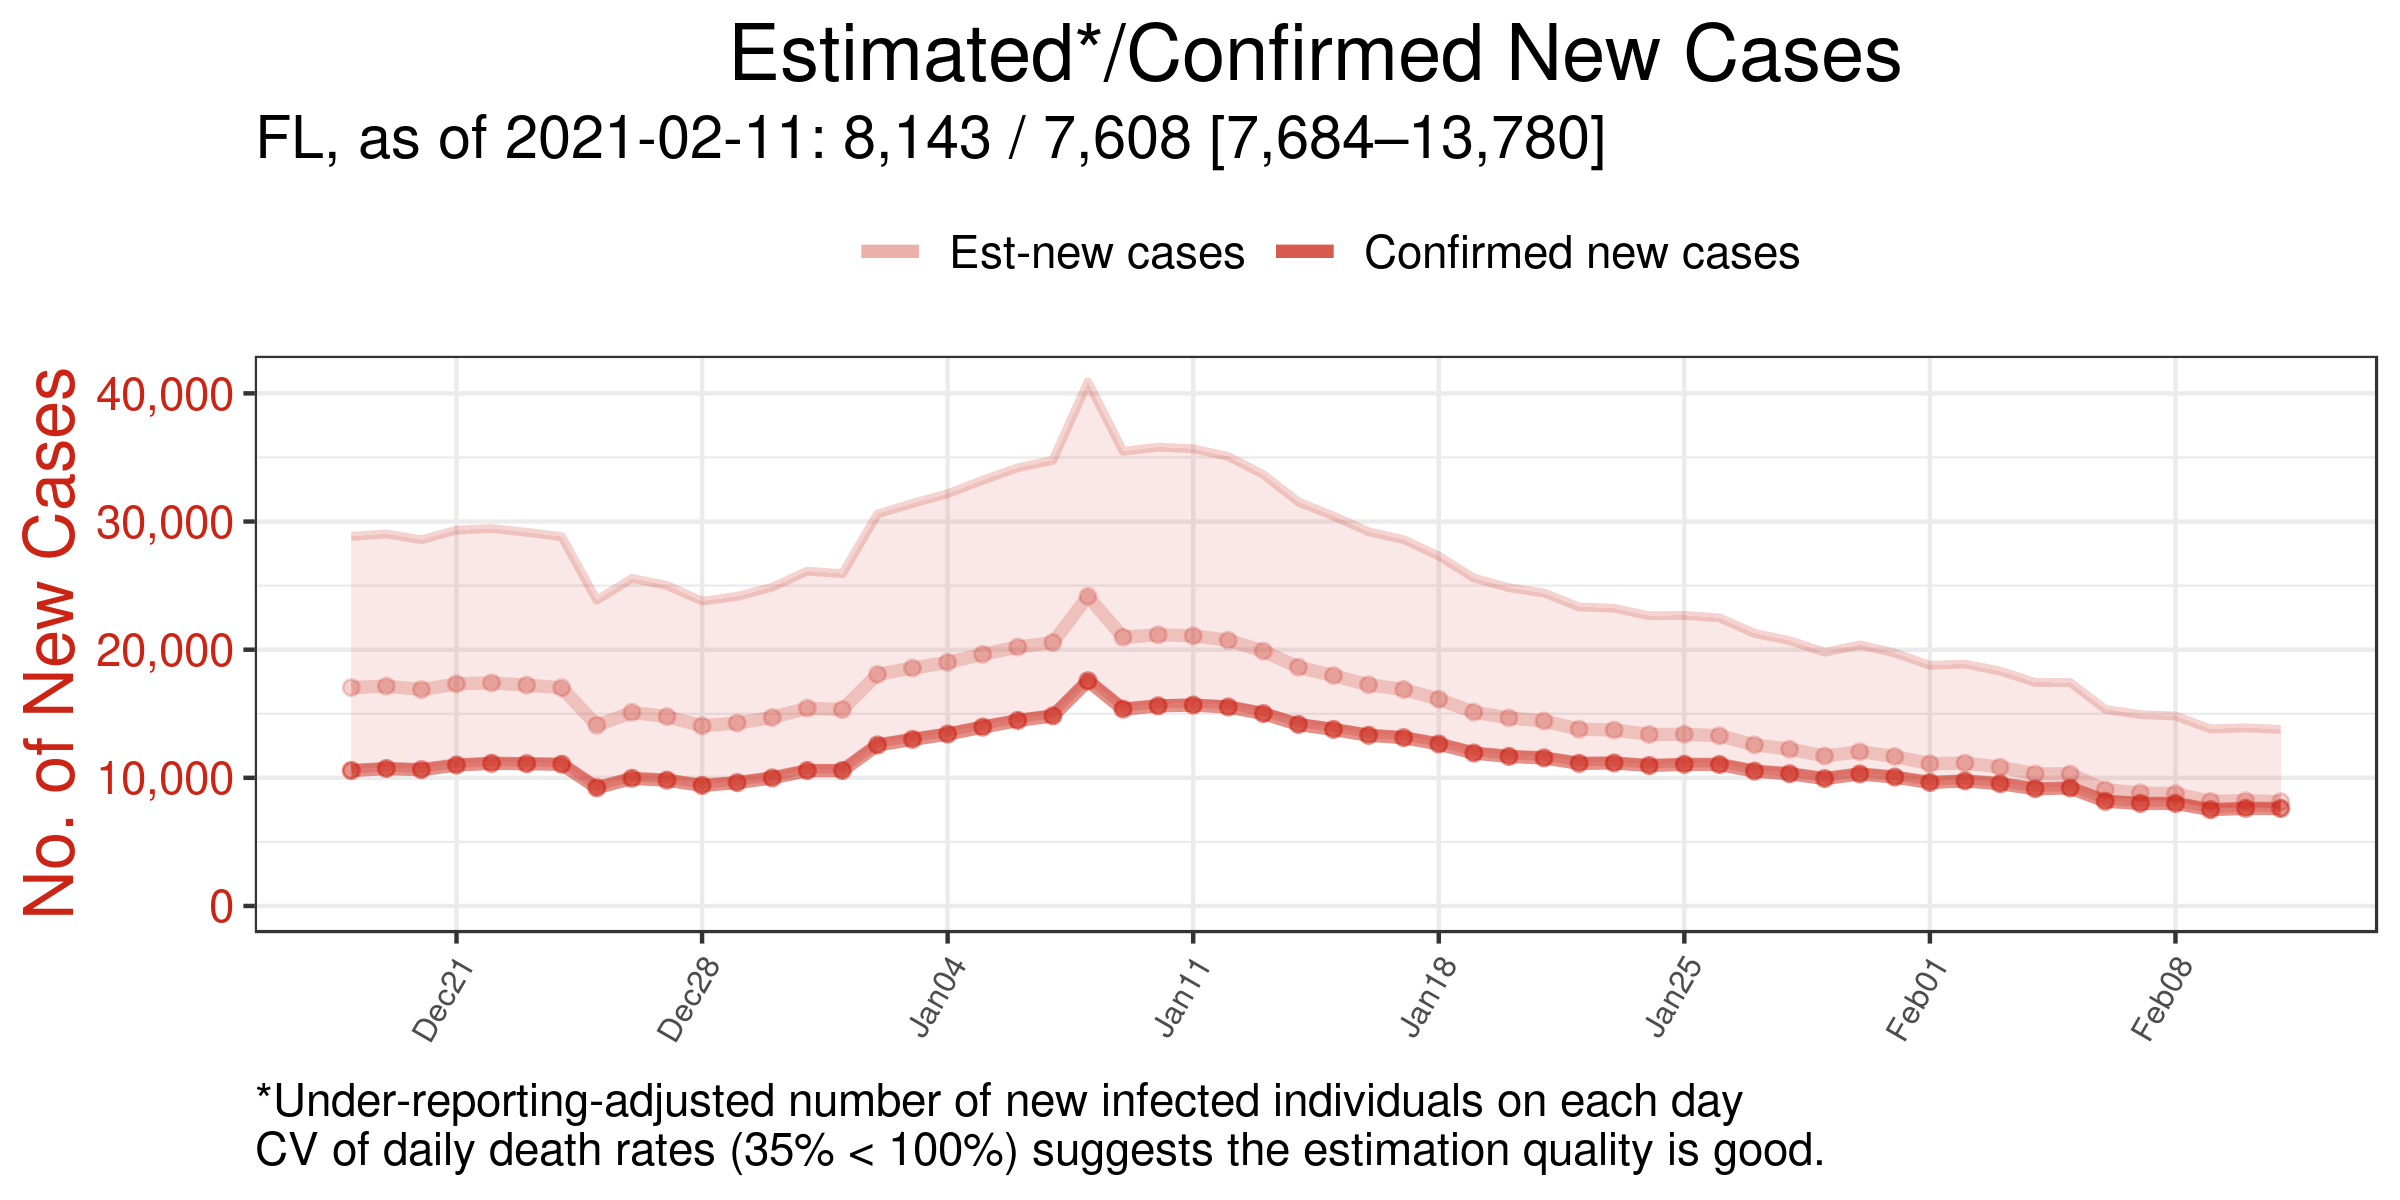 Estimated*/Confirmed New Cases
FL, as of 2021-02-11: 8,143 / 7,608 [7,684–13,780]
Est-new cases
Confirmed new cases
No. of New Cases
40,000
30,000
20,000
10,000
0
Dec21
Dec28
Jan04
Jan11
Jan18
Jan25
Feb01
Feb08
*Under-reporting-adjusted number of new infected individuals on each day
CV of daily death rates (35% < 100%) suggests the estimation quality is good.